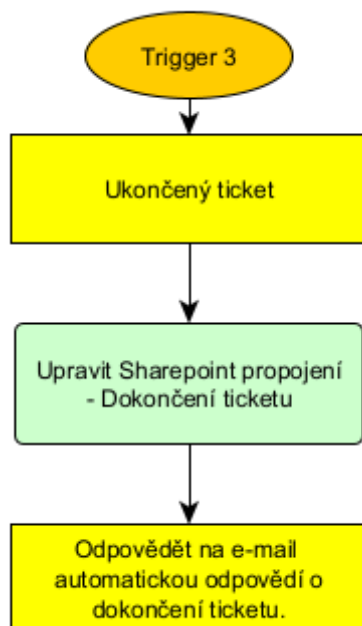 Trigger 3
Ukončený ticket
Upravit Sharepoint propojení
- Dokončení ticketu
Odpovědět na e-mail
automatickou odpovědí o
dokončení ticketu.